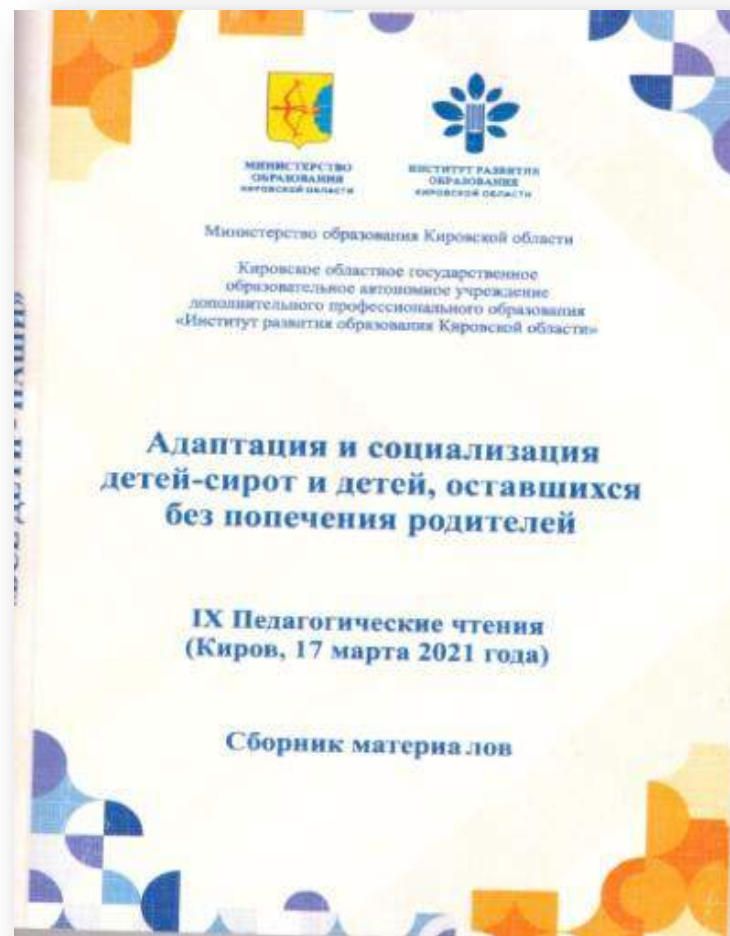 МИНИСТЕРСТВО
ОБРАЗОВАНИЯ
КИРОВСКОЙ ОБЛАСТИ
ИНСТИТУТ РАЗВИТИЯ
ОБРАЗОВАНИЯ
КИРОВСКОЙ ОБЛАСТИ
Министерство образования Кировской области
Кировское областное государственное
образовательное автономное учреждение
дополнительного профессионального образования
«Институт развития образования Кировской области»
Адаптация и социализация
детей-сирот и детей, оставшихся
без попечения родителей
IX Педагогические чтения
(Киров, 17 марта 2021 года)
Сборник материалов